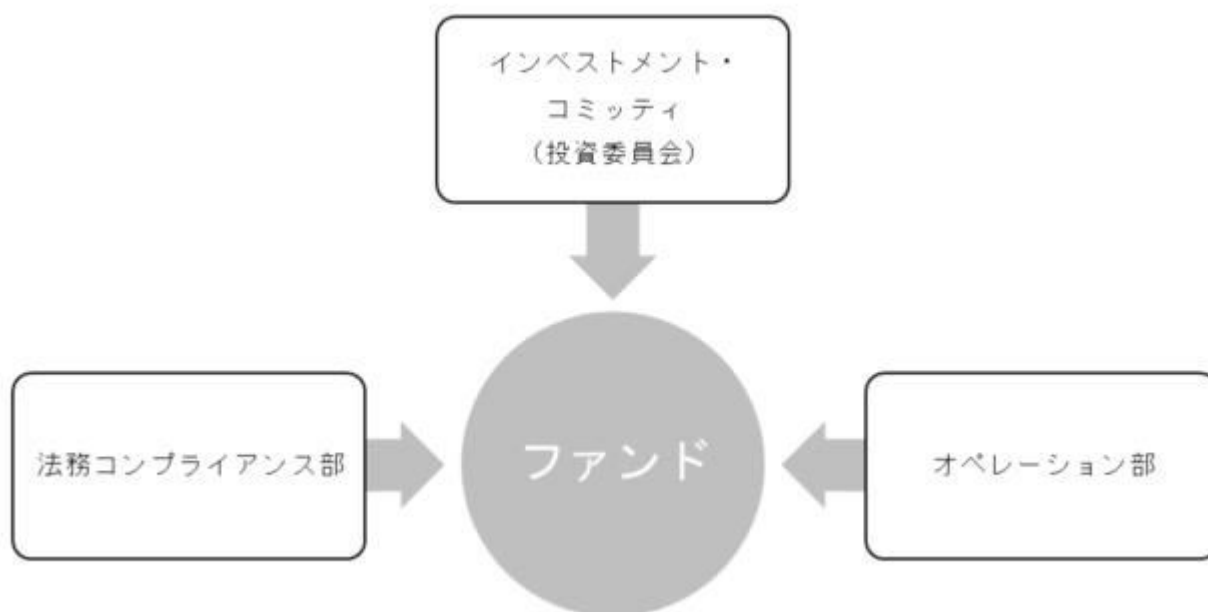 インベストメント・
コミッティ
(投資委員会)
法務コンプライアンス部
ファンド
オペレーション部